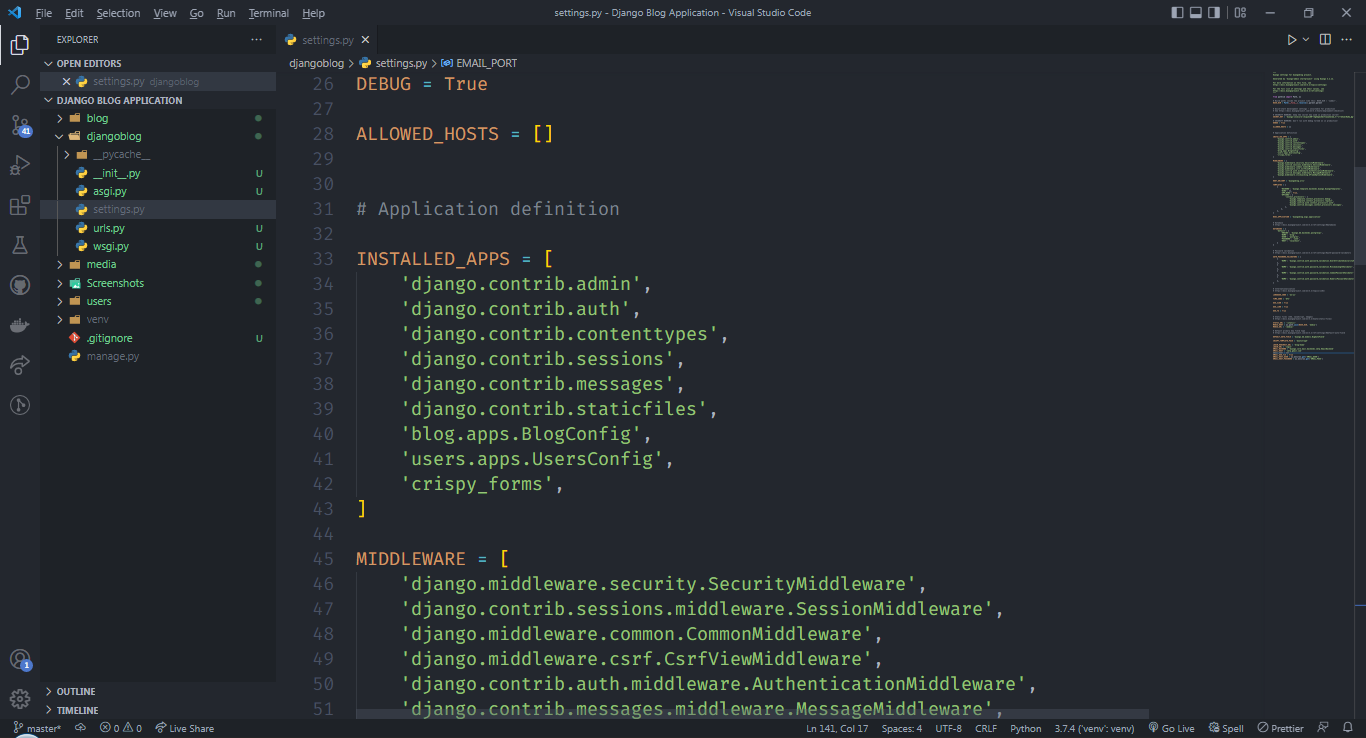 File Edit Selection View Go Run Terminal Help
settings.py - Django Blog Application - Visual Studio Code
EXPLORER
OPEN EDITORS
settings.py djangoblog
DJANGO BLOG APPLICATION
blog
djangoblog
__pycache__
__init__.py U
asgi.py U
settings.py
urls.py U
wsgi.py U
media
Screenshots
users
venv
.gitignore U
manage.py
OUTLINE
TIMELINE
41
1
settings.py
djangoblog > settings.py > EMAIL_PORT
26 DEBUG = True
27
28 ALLOWED_HOSTS = []
29
30
31 # Application definition
32
33 INSTALLED_APPS = [
34 'django.contrib.admin',
35 'django.contrib.auth',
36 'django.contrib.contenttypes',
37 'django.contrib.sessions',
38 'django.contrib.messages',
39 'django.contrib.staticfiles',
40 'blog.apps.BlogConfig',
41 'users.apps.UsersConfig',
42 'crispy_forms',
43 ]
44
45 MIDDLEWARE = [
46 'django.middleware.security.SecurityMiddleware',
47 'django.contrib.sessions.middleware.SessionMiddleware',
48 'django.middleware.common.CommonMiddleware',
49 'django.middleware.csrf.CsrfViewMiddleware',
50 'django.contrib.auth.middleware.AuthenticationMiddleware',
51 'django.contrib.messages.middleware.MessageMiddleware',
master* 0 0 Live Share
Ln 141, Col 17 Spaces: 4 UTF-8 CRLF Python 3.7.4 ('venv': venv) Go Live Spell Prettier